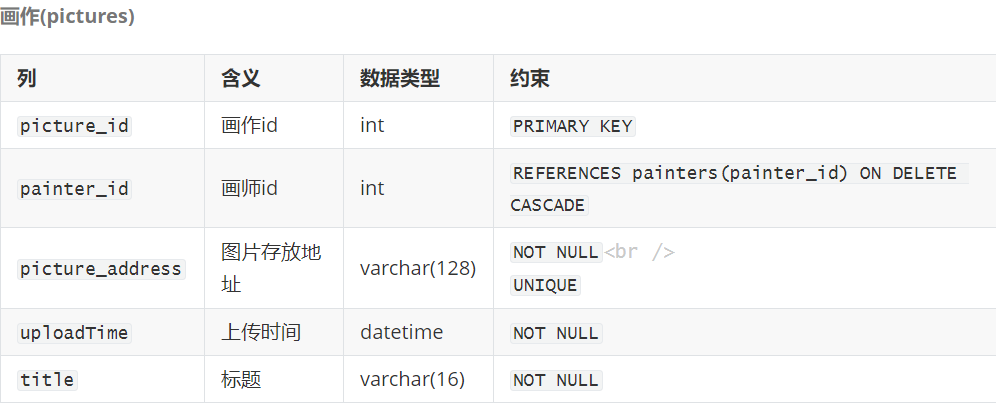 画作(pictures)
列 含义 数据类型 约束
picture_id 画作id int PRIMARY KEY
painter_id 画师id int REFERENCES painters(painter_id) ON DELETE
CASCADE
picture_address 图片存放地 varchar(128) NOT NULL<br />
址 UNIQUE
uploadTime 上传时间 datetime NOT NULL
title 标题 varchar(16) NOT NULL